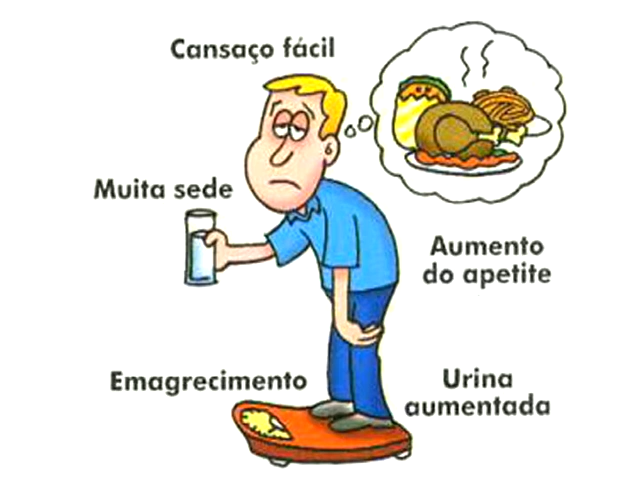 Cansaço fácil
Muita sede
Aumento
do apetite
Emagrecimento
Urina
aumentada